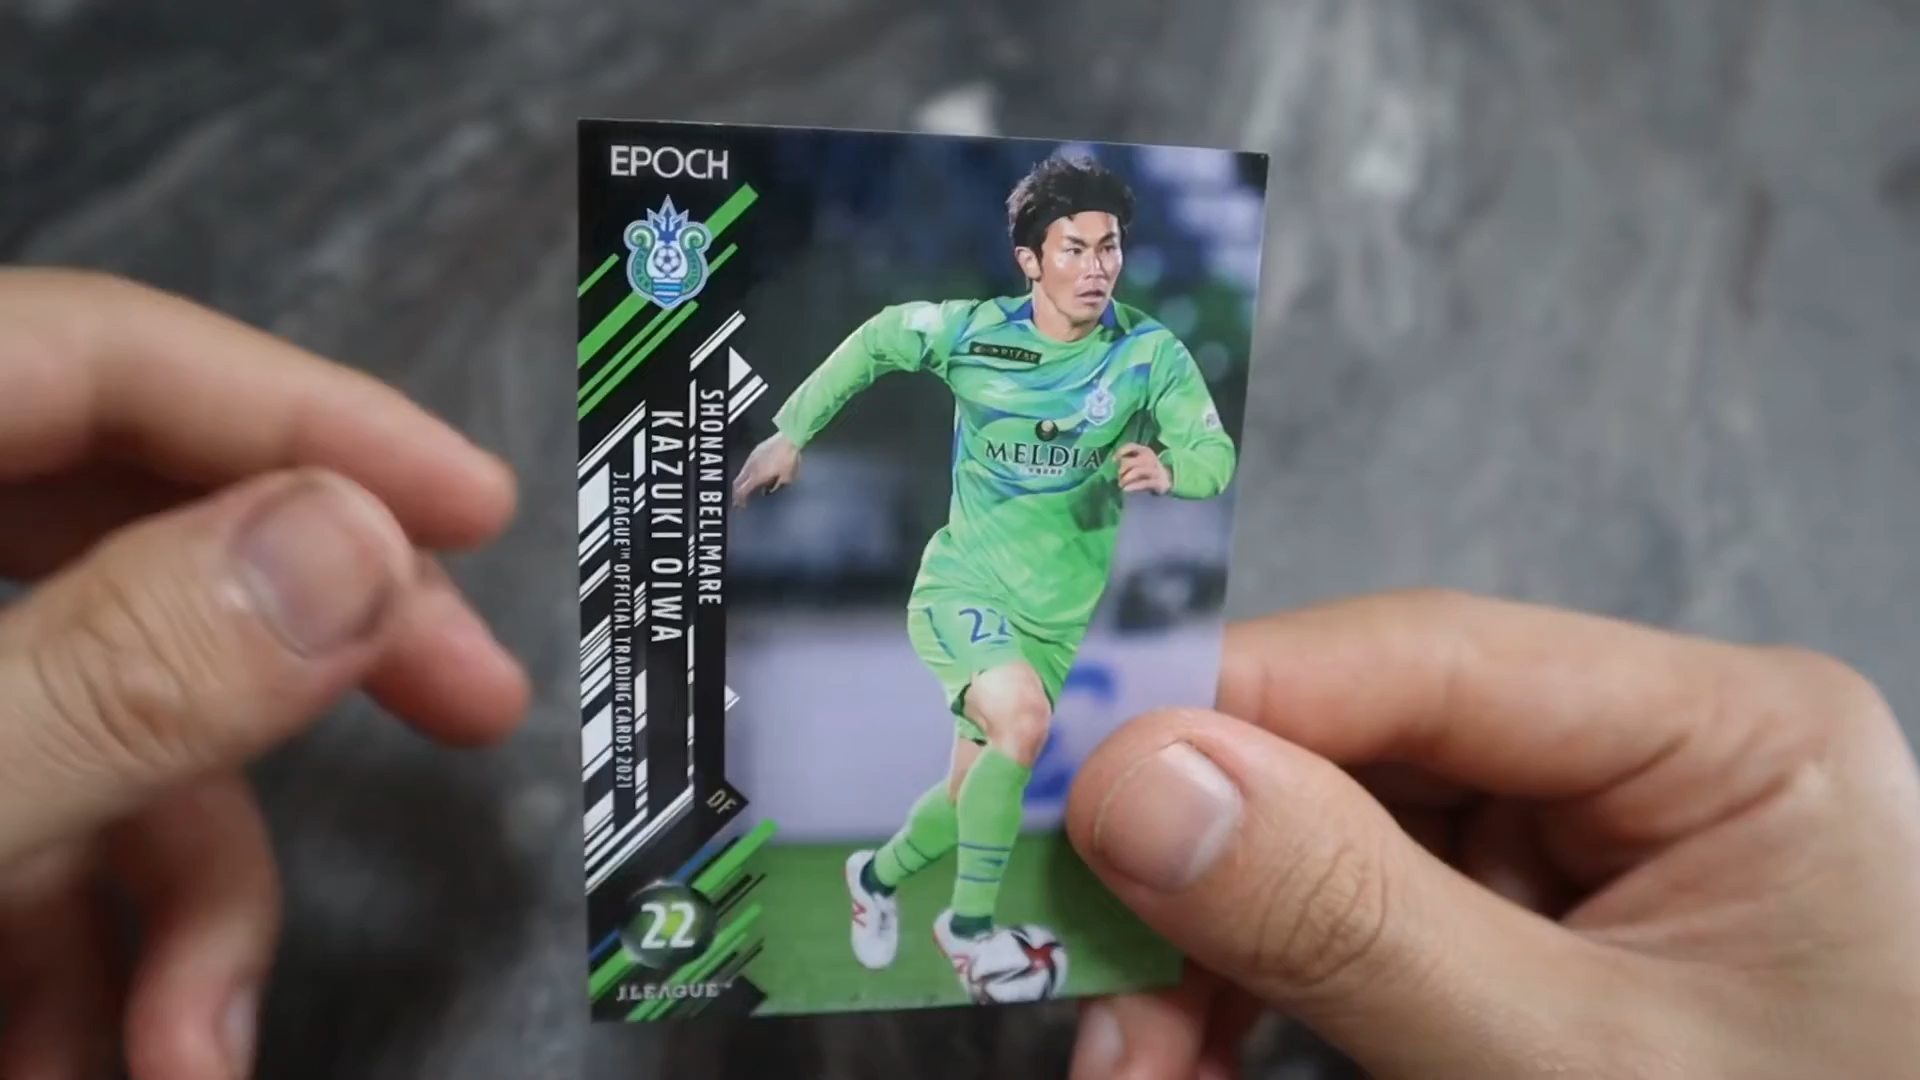 EPOCH
SHONAN BELLMARE
KAZUKI OIWA
J.LEAGUE™ OFFICIAL TRADING CARDS 2021
MELDIA
22
DF
22
J.LEAGUE